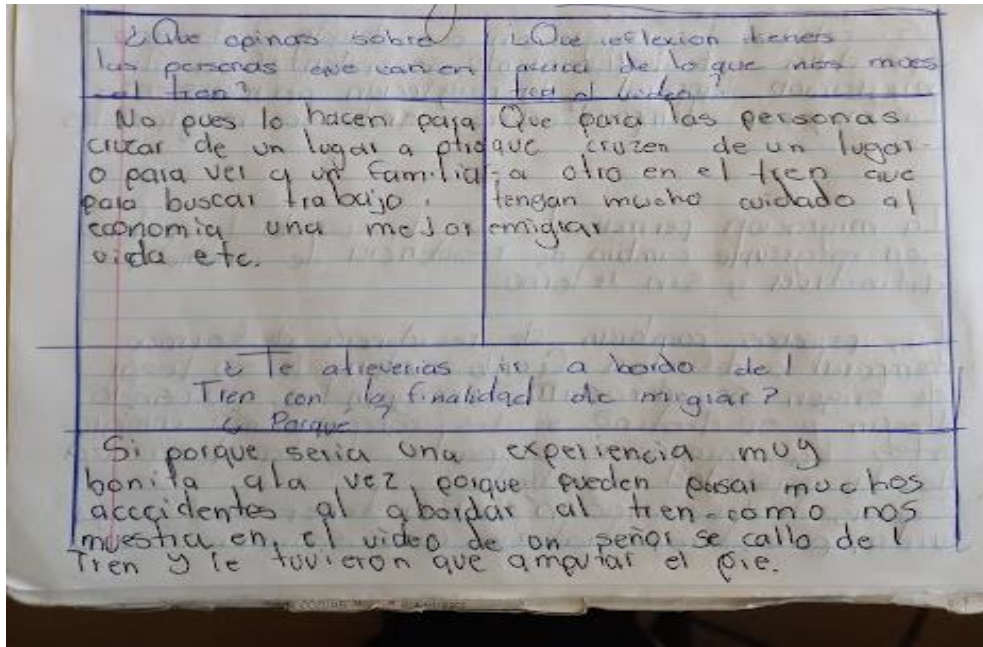 ¿Que opinas sobre
las personas que van en
el tren?
¿Que reflexion tienes
acerca de lo que nos mues
tra el video?
No pues lo hacen para
cruzar de un lugar a otro
o para ver a un familiar
para buscar trabajo,
economia una mejor
vida etc.
Que para las personas
que cruzen de un lugar
a otro en el tren que
tengan mucho cuidado al
emigrar
¿Te atreverias ir a bordo del
Tren con la finalidad de migrar?
¿Porque?
Si porque seria una experiencia muy
bonita ala vez porque pueden pasar muchos
acccidentes al abordar al tren como nos
muestra en el video de un señor se callo del
Tren y le tuvieron que amputar el pie.